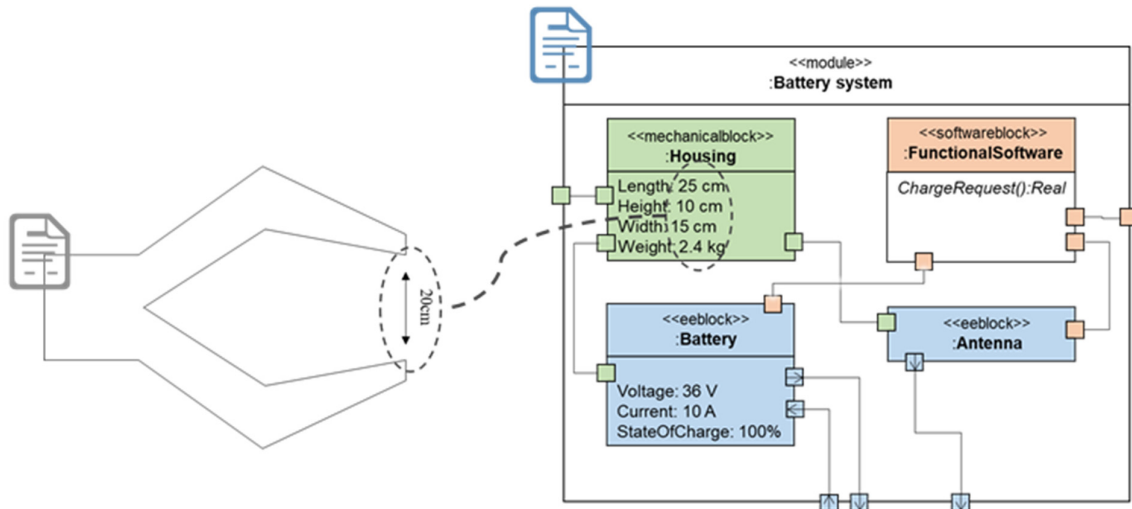 <<module>>
:Battery system
<<mechanicalblock>>
:Housing
Length: 25 cm
Height: 10 cm
Width: 15 cm
Weight: 2.4 kg
<<softwareblock>>
:FunctionalSoftware
ChargeRequest():Real
20cm
<<eeblock>>
:Battery
Voltage: 36 V
Current: 10 A
StateOfCharge: 100%
<<eeblock>>
:Antenna